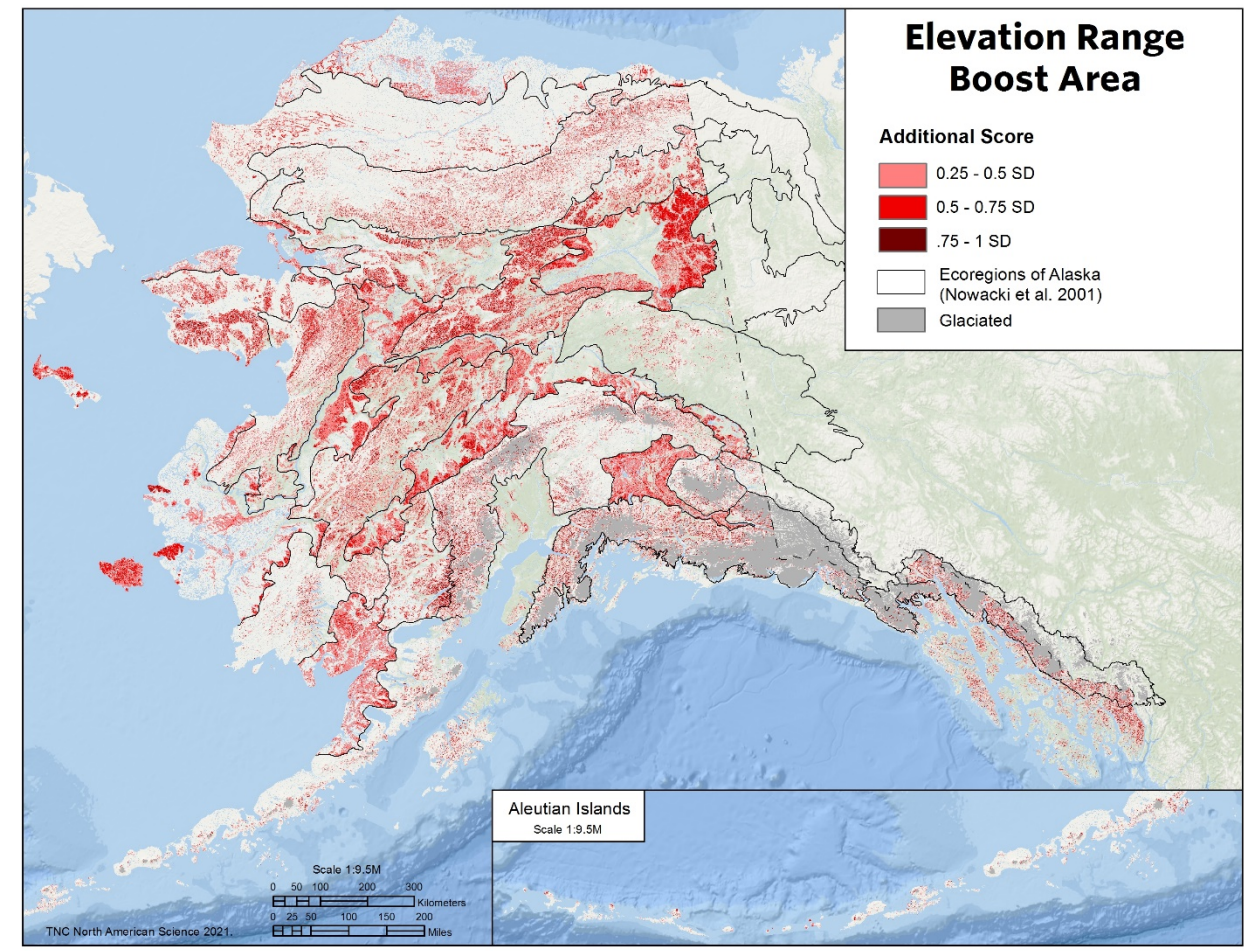 Elevation Range
Boost Area
Additional Score
0.25 - 0.5 SD
0.5 - 0.75 SD
.75 - 1 SD
Ecoregions of Alaska
(Nowacki et al. 2001)
Glaciated
Aleutian Islands
Scale 1:9.5M
Scale 1:9.5M
0 50 100 200 300
Kilometers
0 25 50 100 150 200
Miles
TNC North American Science 2021.